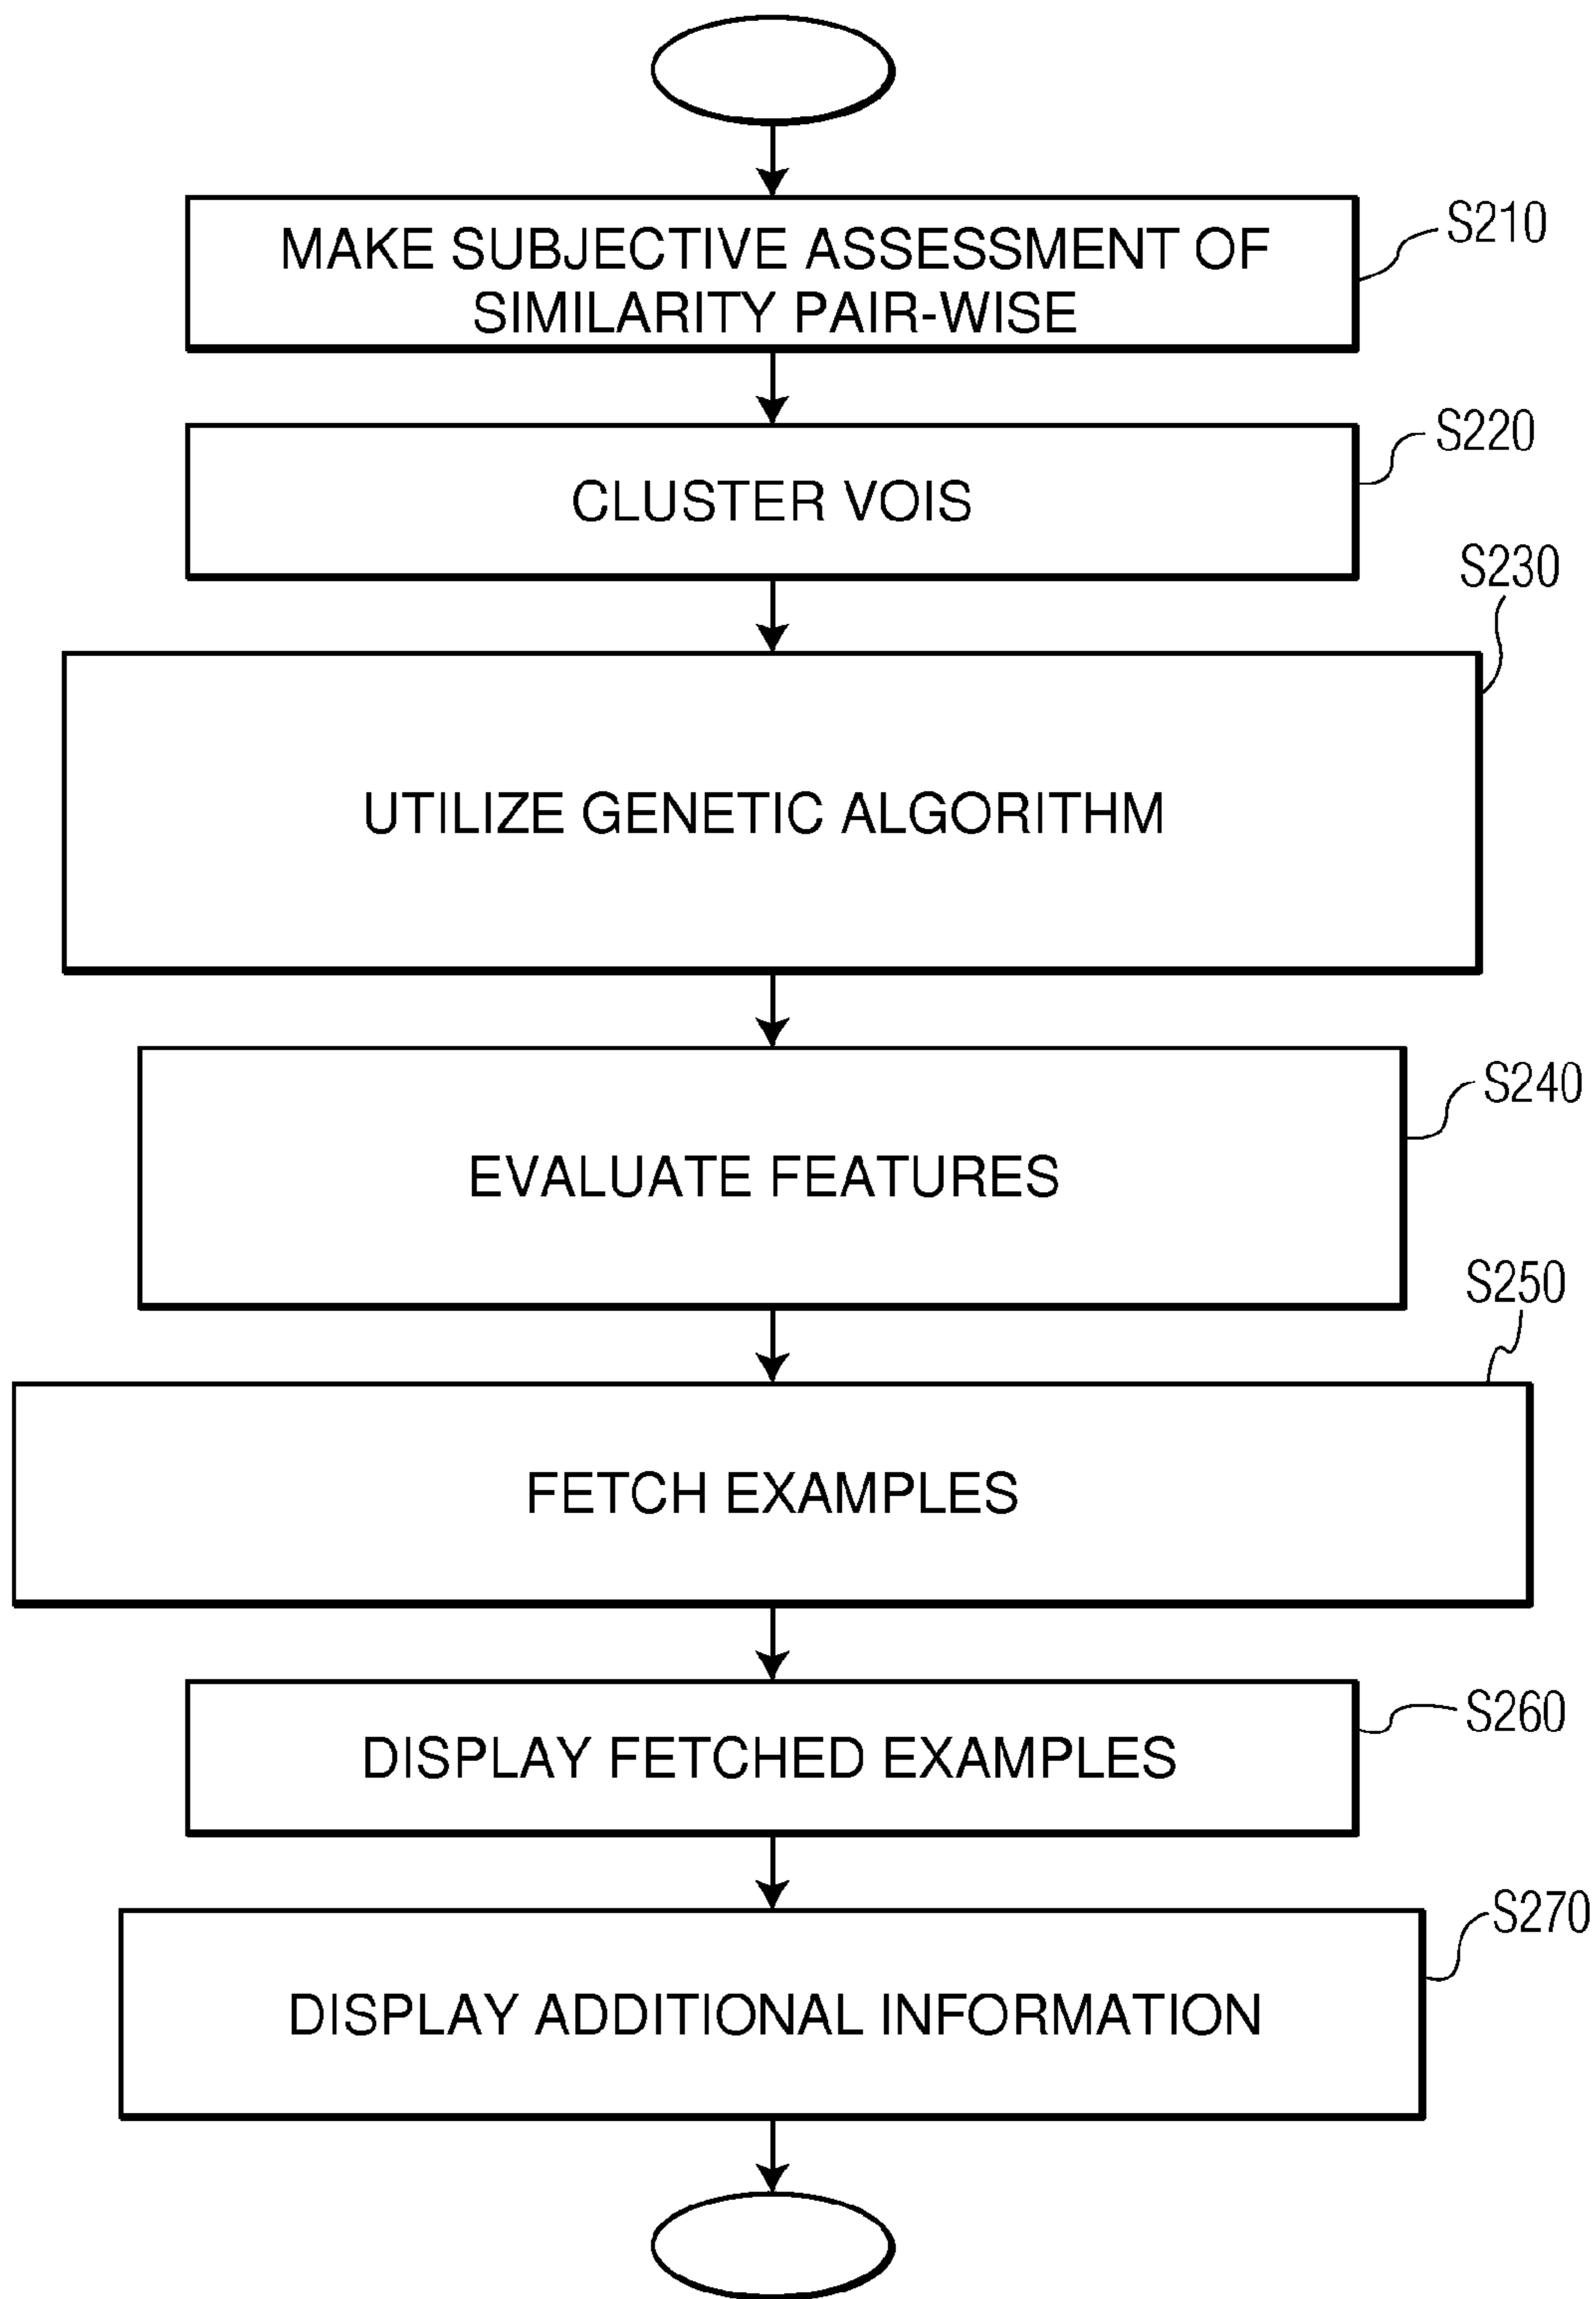 MAKE SUBJECTIVE ASSESSMENT OF
SIMILARITY PAIR-WISE
S210
CLUSTER VOIS
S220
UTILIZE GENETIC ALGORITHM
S230
EVALUATE FEATURES
S240
FETCH EXAMPLES
S250
DISPLAY FETCHED EXAMPLES
S260
DISPLAY ADDITIONAL INFORMATION
S270